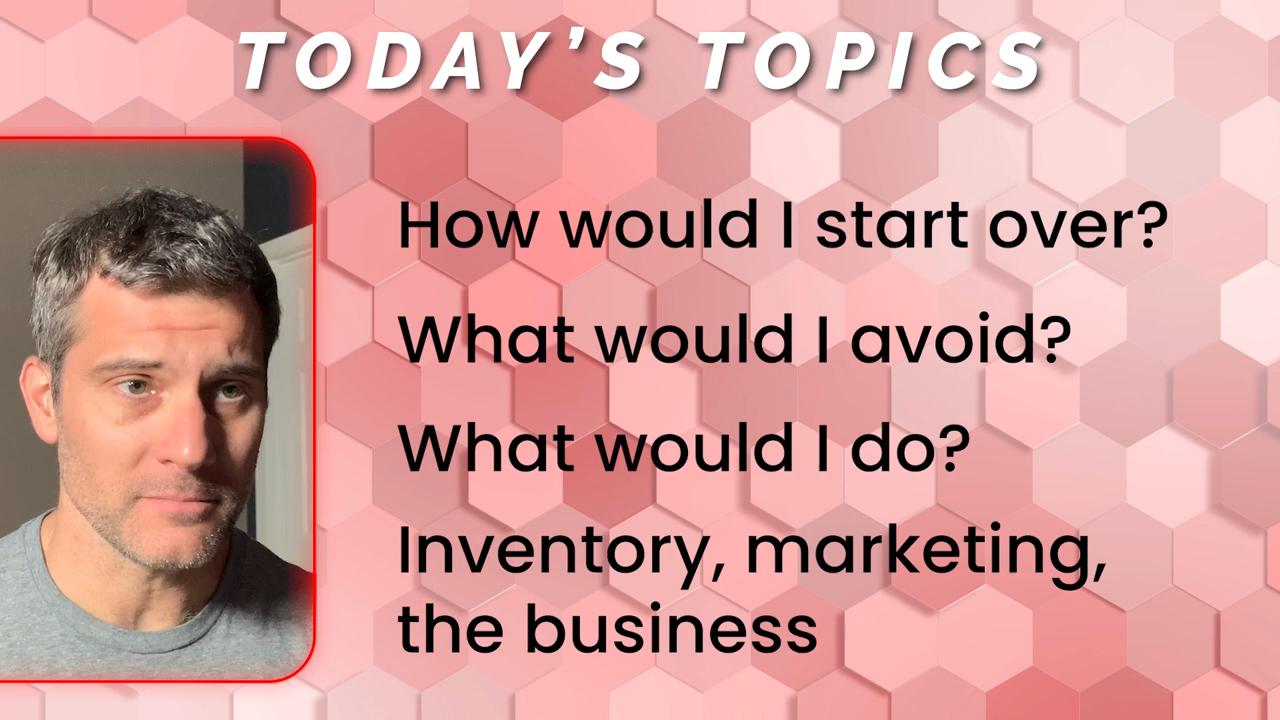 TODAY’S TOPICS
How would I start over?
What would I avoid?
What would I do?
Inventory, marketing,
the business